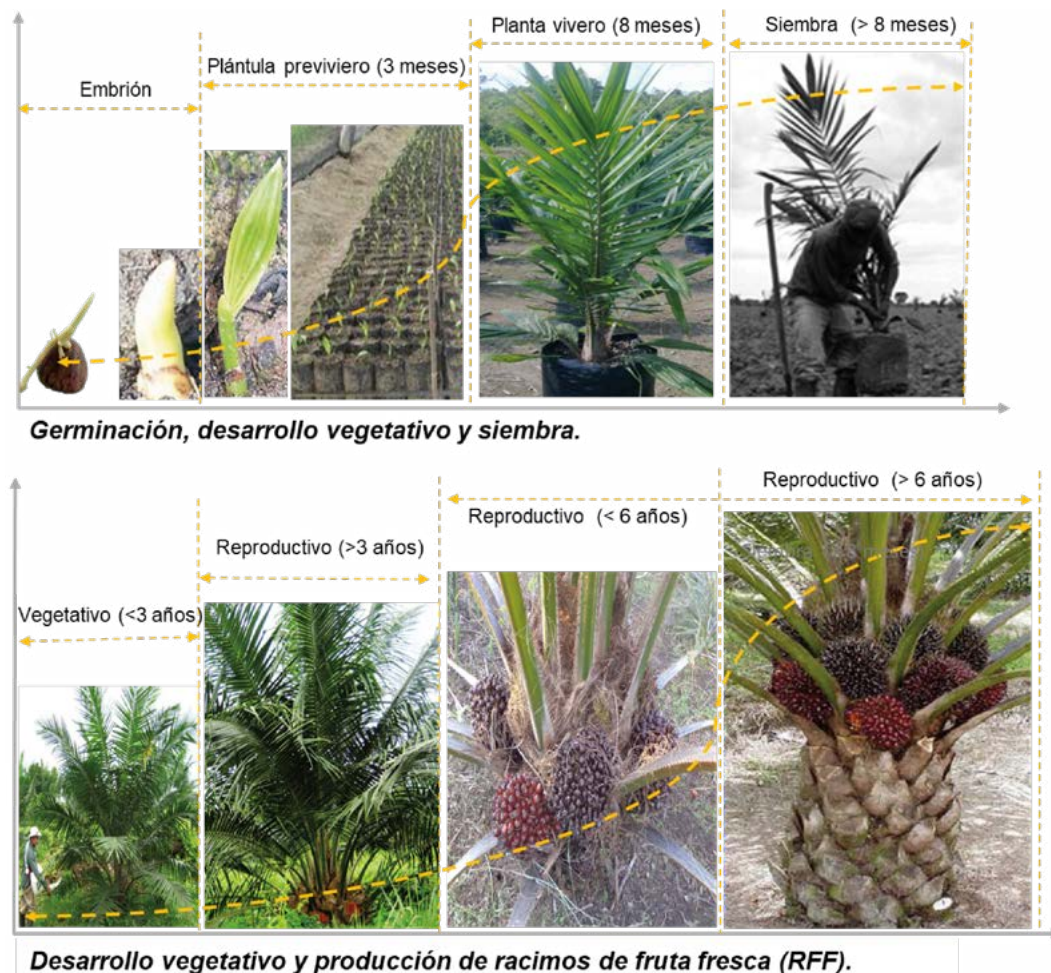 Embrión
Plántula previviero (3 meses)
Planta vivero (8 meses)
Siembra (> 8 meses)
Germinación, desarrollo vegetativo y siembra.
Vegetativo (<3 años)
Reproductivo (>3 años)
Reproductivo (< 6 años)
Reproductivo (> 6 años)
Desarrollo vegetativo y producción de racimos de fruta fresca (RFF).